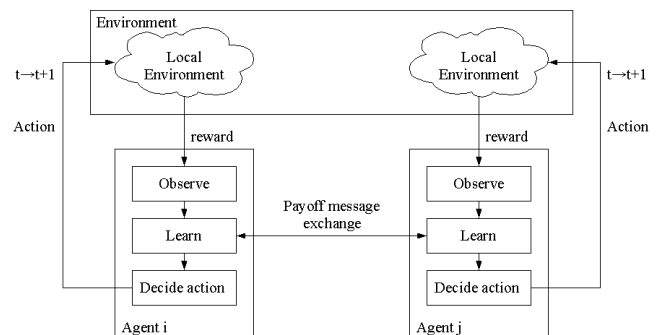 Environment
Local
Environment
Local
Environment
t→t+1
t→t+1
Action
Action
reward
reward
Observe
Observe
Payoff message
exchange
Learn
Learn
Decide action
Decide action
Agent i
Agent j